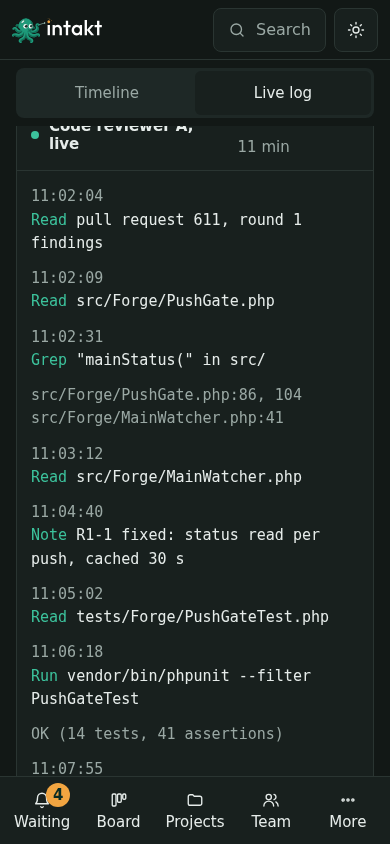 intakt
Search
Timeline
Live log
Code reviewer A,
live
11 min
11:02:04
Read pull request 611, round 1
findings
11:02:09
Read src/Forge/PushGate.php
11:02:31
Grep "mainStatus(" in src/
src/Forge/PushGate.php:86, 104
src/Forge/MainWatcher.php:41
11:03:12
Read src/Forge/MainWatcher.php
11:04:40
Note R1-1 fixed: status read per
push, cached 30 s
11:05:02
Read tests/Forge/PushGateTest.php
11:06:18
Run vendor/bin/phpunit --filter
PushGateTest
OK (14 tests, 41 assertions)
11:07:55
4
Waiting
Board
Projects
Team
More